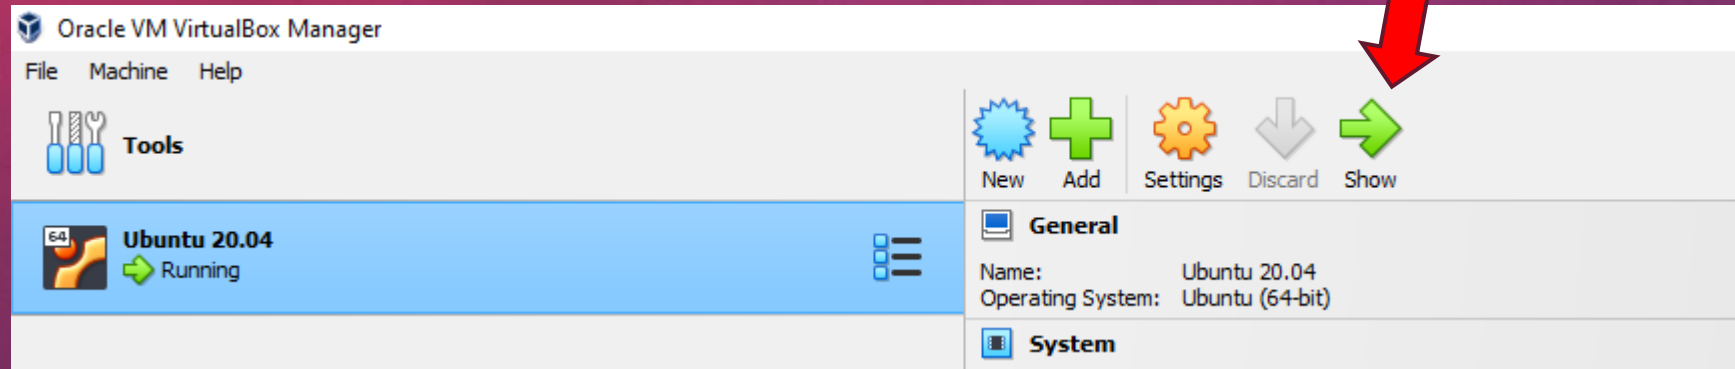 Oracle VM VirtualBox Manager
File Machine Help
Tools
New Add Settings Discard Show
64
Ubuntu 20.04
Running
General
Name: Ubuntu 20.04
Operating System: Ubuntu (64-bit)
System